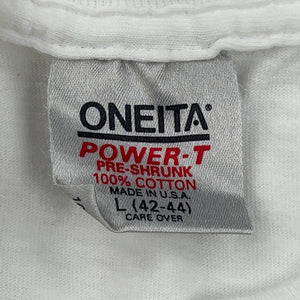 ONEITA®
POWER-T
PRE-SHRUNK
100% COTTON
MADE IN U.S.A.
L (42-44)
CARE OVER